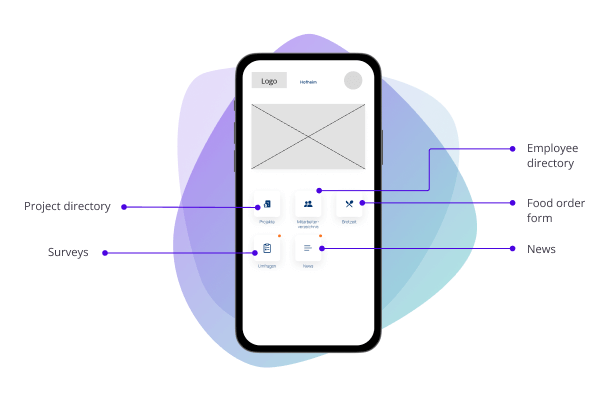 Logo
Hofheim
Employee
directory
Project directory
Projekte
Mitarbeiter-
verzeichnis
Brotzeit
Food order
form
Surveys
Umfragen
News
News